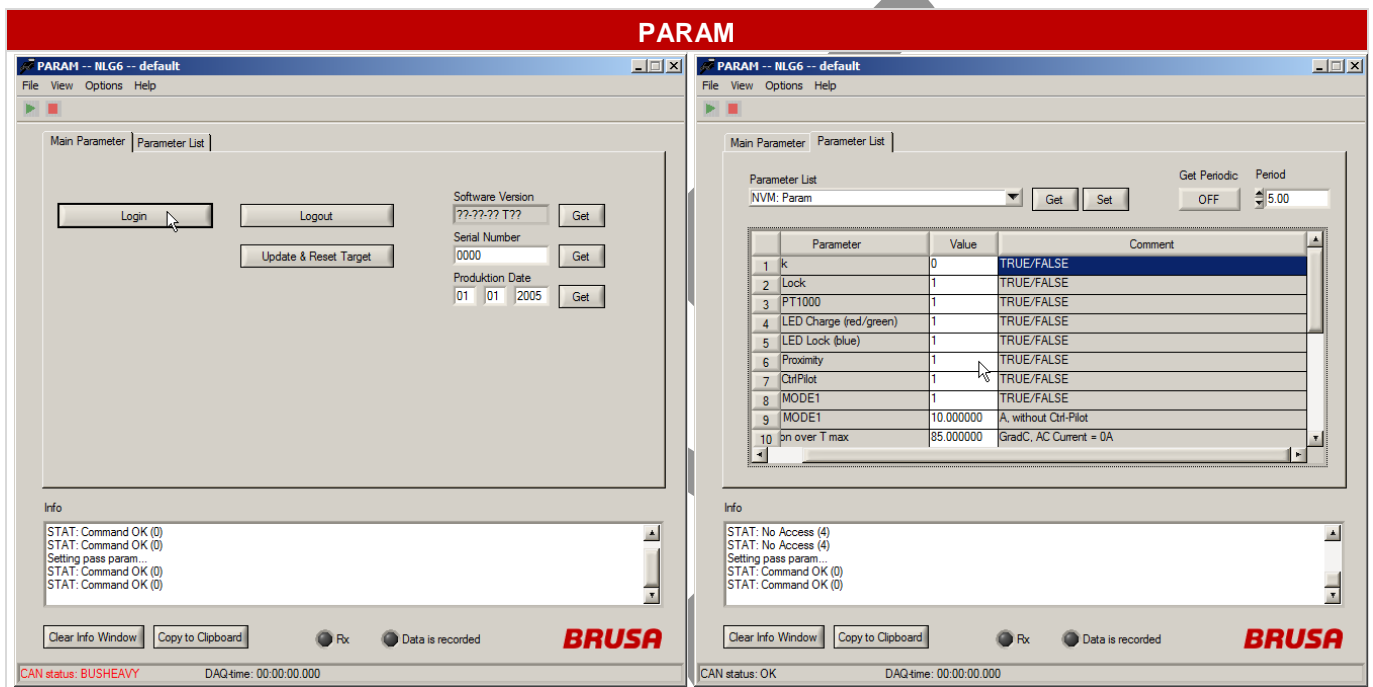 PARAM
PARAM -- NLG6 -- default
File View Options Help
Main Parameter Parameter List
Login Logout
Update & Reset Target
Software Version
??-??-?? T?? Get
Serial Number
0000 Get
Produktion Date
01 01 2005 Get
Info
STAT: Command OK (0)
STAT: Command OK (0)
Setting pass param...
STAT: Command OK (0)
STAT: Command OK (0)
Clear Info Window Copy to Clipboard Rx Data is recorded BRUSA
CAN status: BUSHEAVY DAQ-time: 00:00:00.000
PARAM -- NLG6 -- default
File View Options Help
Main Parameter Parameter List
Parameter List
NVM: Param Get Set
Get Periodic Period
OFF 5.00
Parameter Value Comment
1 k 0 TRUE/FALSE
2 Lock 1 TRUE/FALSE
3 PT1000 1 TRUE/FALSE
4 LED Charge (red/green) 1 TRUE/FALSE
5 LED Lock (blue) 1 TRUE/FALSE
6 Proximity 1 TRUE/FALSE
7 CtrlPilot 1 TRUE/FALSE
8 MODE1 1 TRUE/FALSE
9 MODE1 10.000000 A, without Ctrl-Pilot
10 on over T max 85.000000 GradC, AC Current = 0A
Info
STAT: No Access (4)
STAT: No Access (4)
Setting pass param...
STAT: Command OK (0)
STAT: Command OK (0)
Clear Info Window Copy to Clipboard Rx Data is recorded BRUSA
CAN status: OK DAQ-time: 00:00:00.000